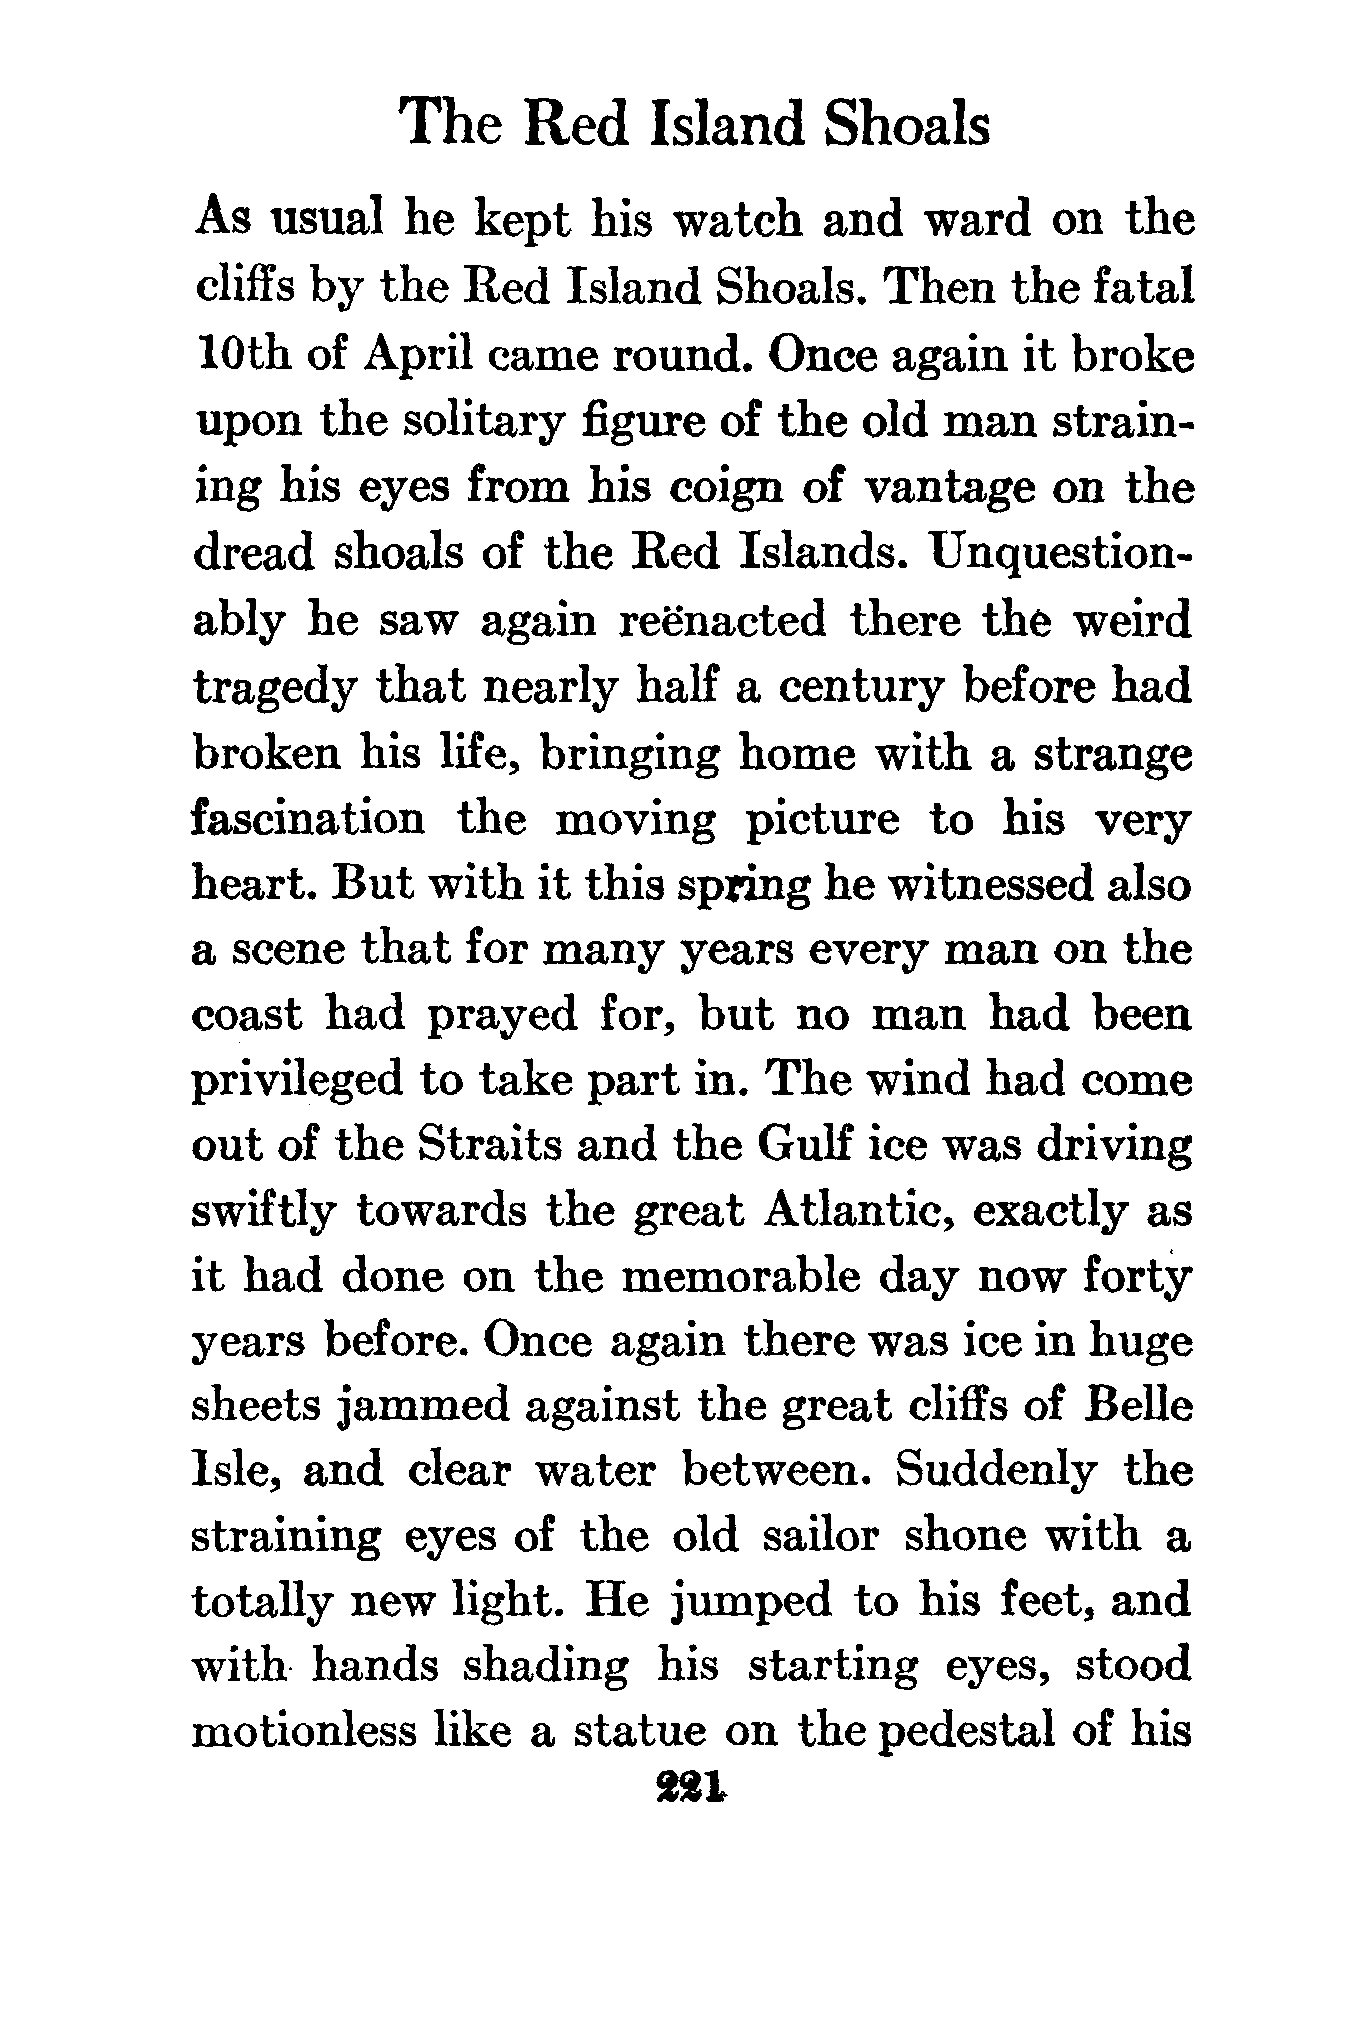 The Red Island Shoals
As usual he kept his watch and ward on the
cliffs by the Red Island Shoals. Then the fatal
10th of April came round. Once again it broke
upon the solitary figure of the old man strain-
ing his eyes from his coign of vantage on the
dread shoals of the Red Islands. Unquestion-
ably he saw again reënacted there the weird
tragedy that nearly half a century before had
broken his life, bringing home with a strange
fascination the moving picture to his very
heart. But with it this spring he witnessed also
a scene that for many years every man on the
coast had prayed for, but no man had been
privileged to take part in. The wind had come
out of the Straits and the Gulf ice was driving
swiftly towards the great Atlantic, exactly as
it had done on the memorable day now forty
years before. Once again there was ice in huge
sheets jammed against the great cliffs of Belle
Isle, and clear water between. Suddenly the
straining eyes of the old sailor shone with a
totally new light. He jumped to his feet, and
with hands shading his starting eyes, stood
motionless like a statue on the pedestal of his
221